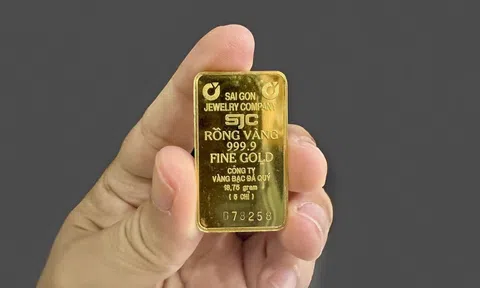 SAI GON
JEWELRY COMPANY
SJC
RỒNG VÀNG
999.9
FINE GOLD
CÔNG TY
VÀNG BẠC ĐÁ QUÝ
18,75 gram
( 5 CHỈ )
073258